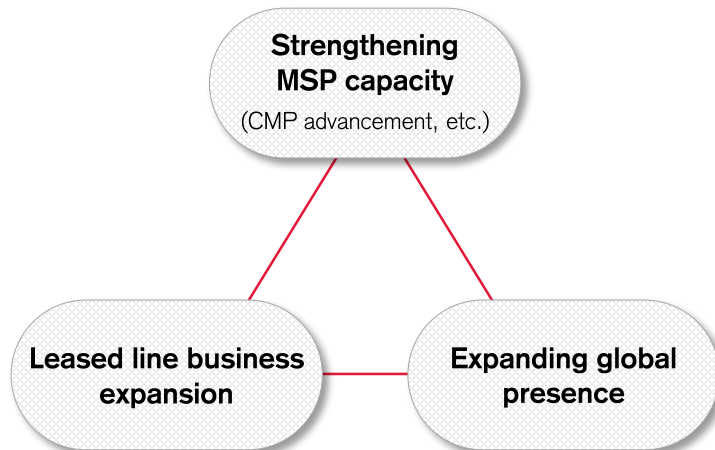 Strengthening
MSP capacity
(CMP advancement, etc.)
Leased line business
expansion
Expanding global
presence